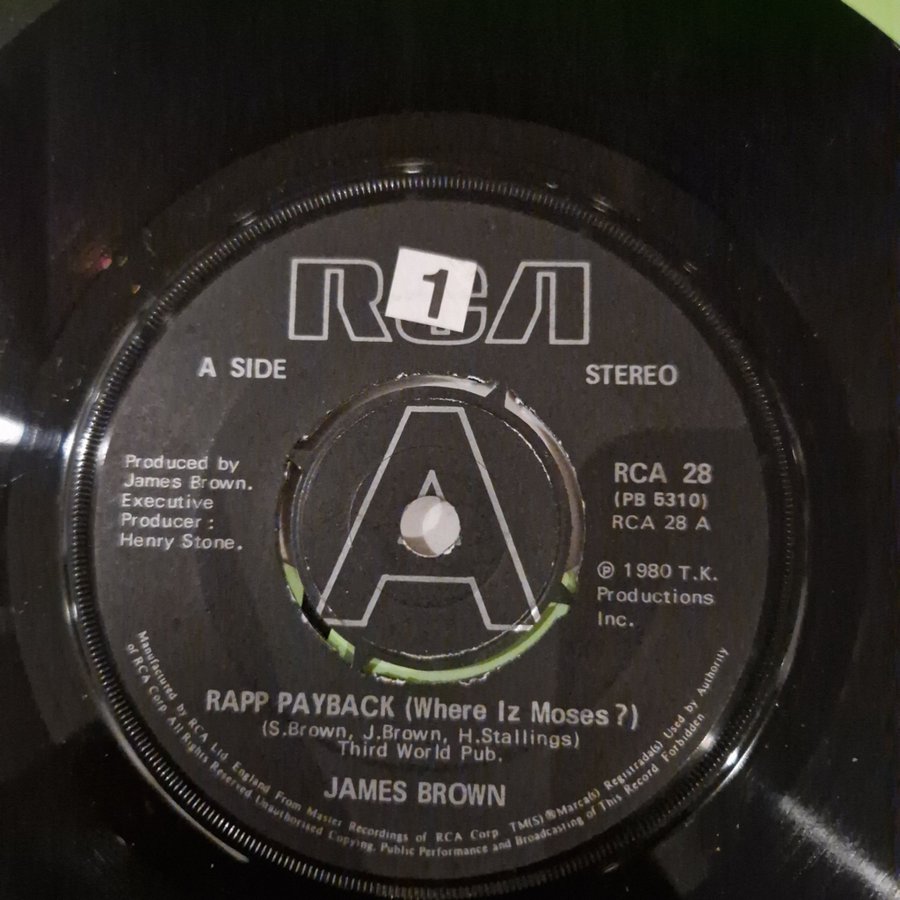 RCA
1
A SIDE
STEREO
Produced by
James Brown.
Executive
Producer :
Henry Stone.
A
RCA 28
(PB 5310)
RCA 28 A
℗ 1980 T.K.
Productions
Inc.
RAPP PAYBACK (Where Iz Moses?)
(S.Brown, J.Brown, H.Stallings)
Third World Pub.
JAMES BROWN
Manufactured by RCA Ltd. England From Master Recordings of RCA Corp. TM(S)®Marca(s) Registrada(s) Used by Authority
of RCA Corp All Rights Reserved Unauthorised Copying, Public Performance and Broadcasting of This Record Forbidden